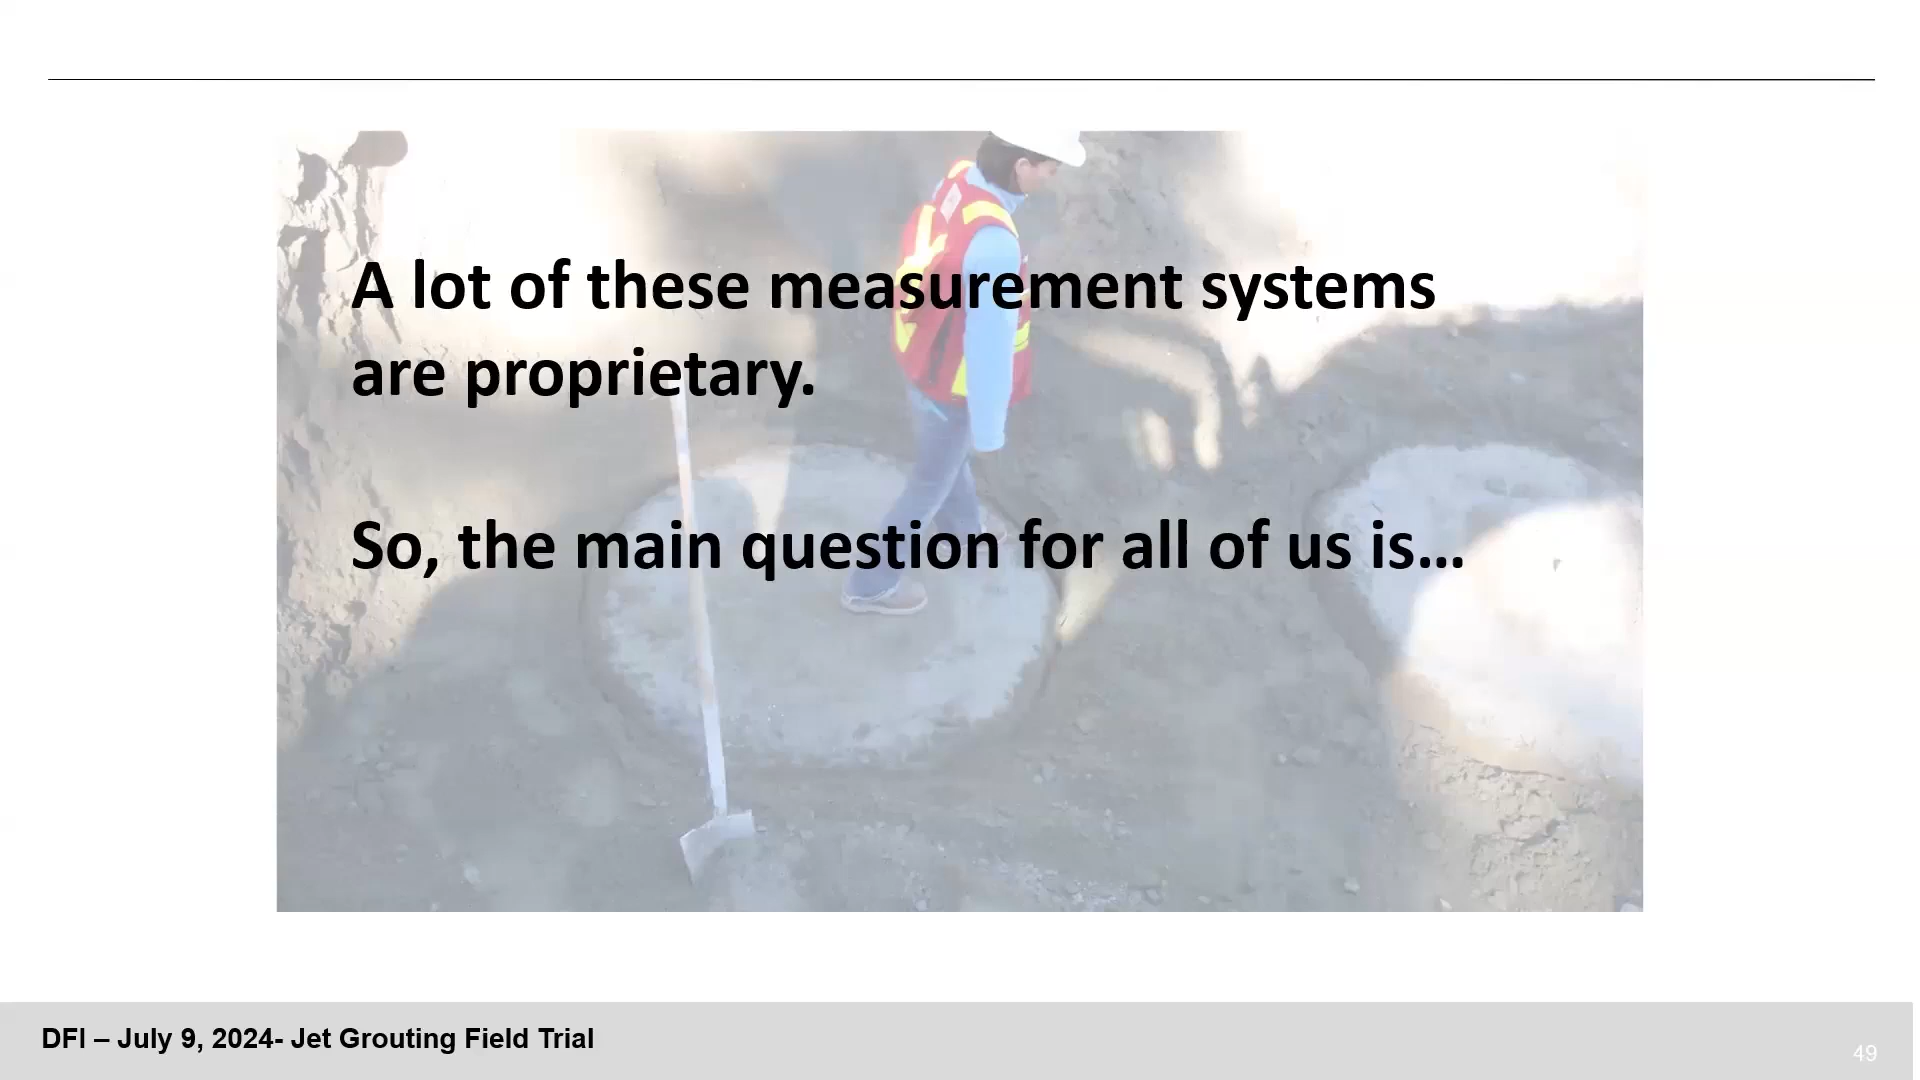 A lot of these measurement systems
are proprietary.
So, the main question for all of us is...
DFI – July 9, 2024- Jet Grouting Field Trial
49